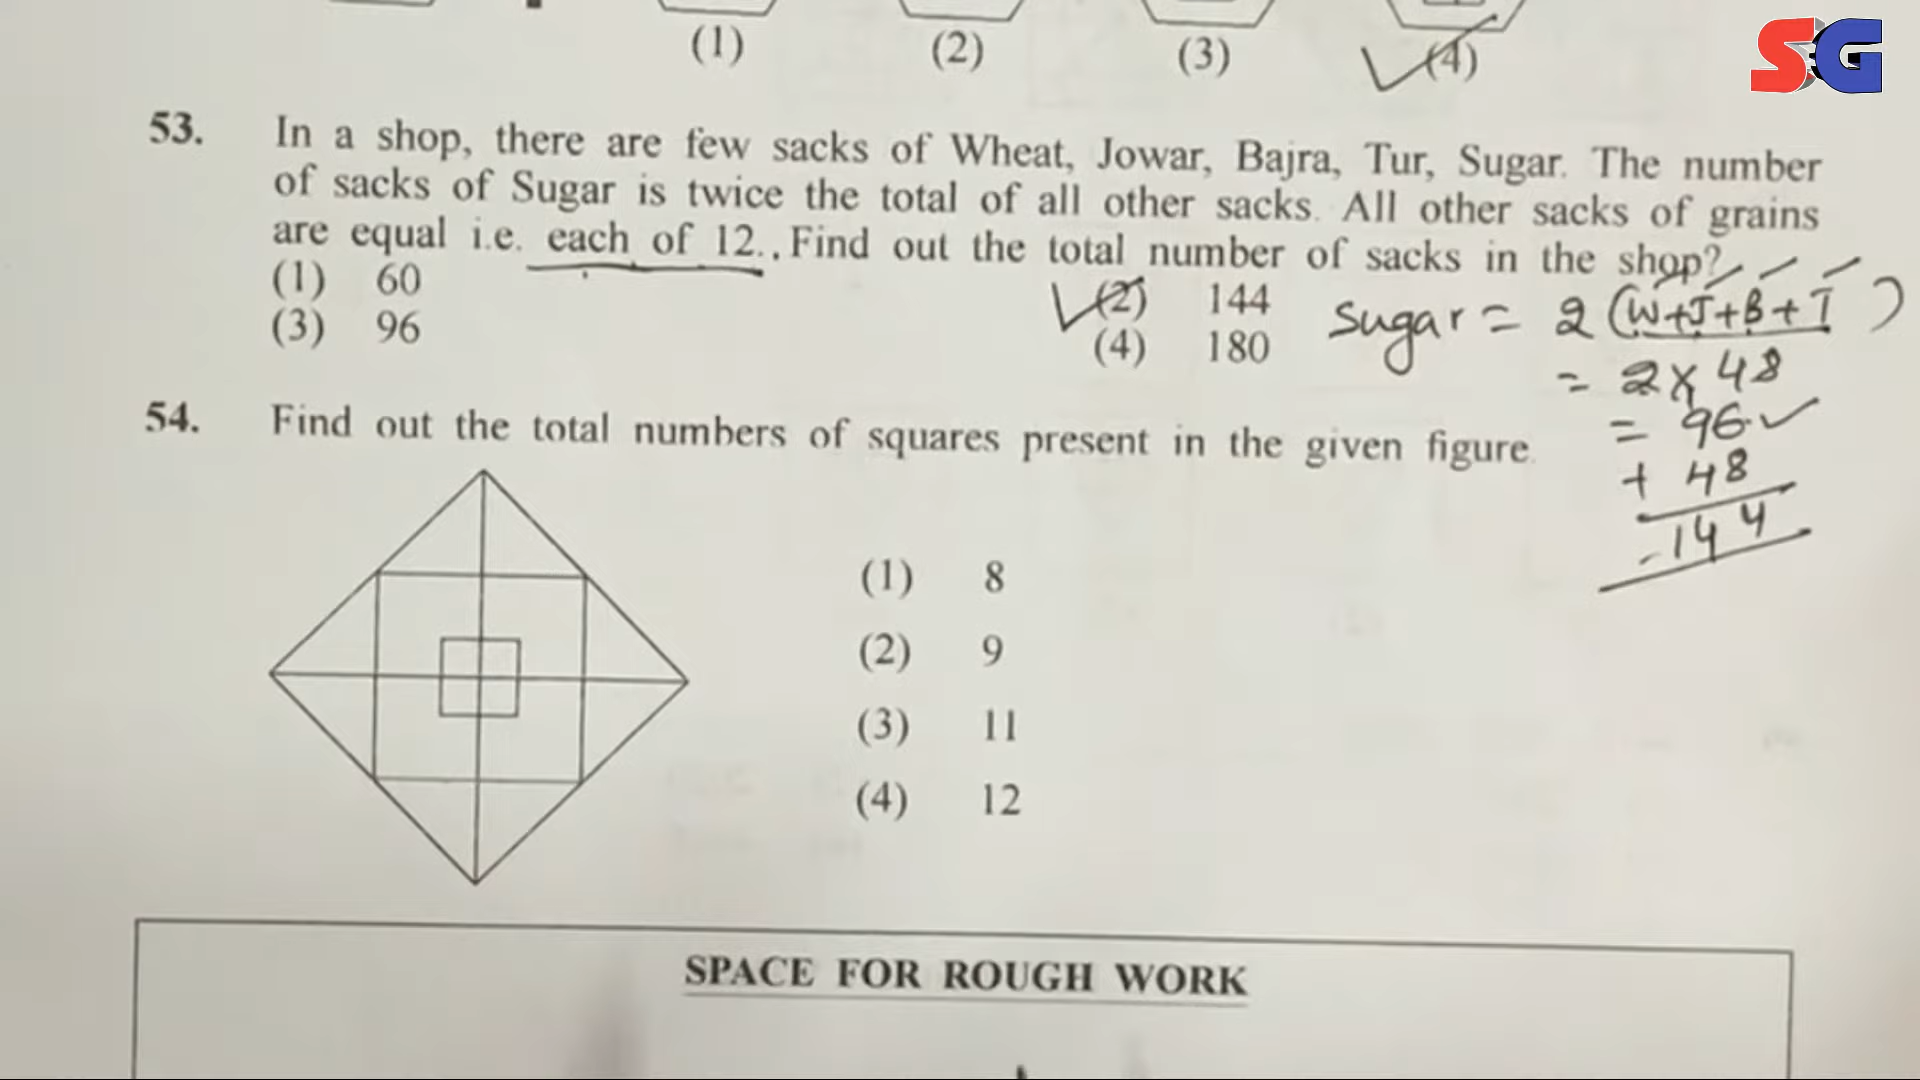 SG
(1) (2) (3) (4)
53. In a shop, there are few sacks of Wheat, Jowar, Bajra, Tur, Sugar. The number
of sacks of Sugar is twice the total of all other sacks. All other sacks of grains
are equal i.e. each of 12. Find out the total number of sacks in the shop?
(1) 60 (2) 144
(3) 96 (4) 180
Sugar = 2 (W+J+B+T)
= 2 x 48
= 96
+ 48
144
54. Find out the total numbers of squares present in the given figure.
(1) 8
(2) 9
(3) 11
(4) 12
SPACE FOR ROUGH WORK